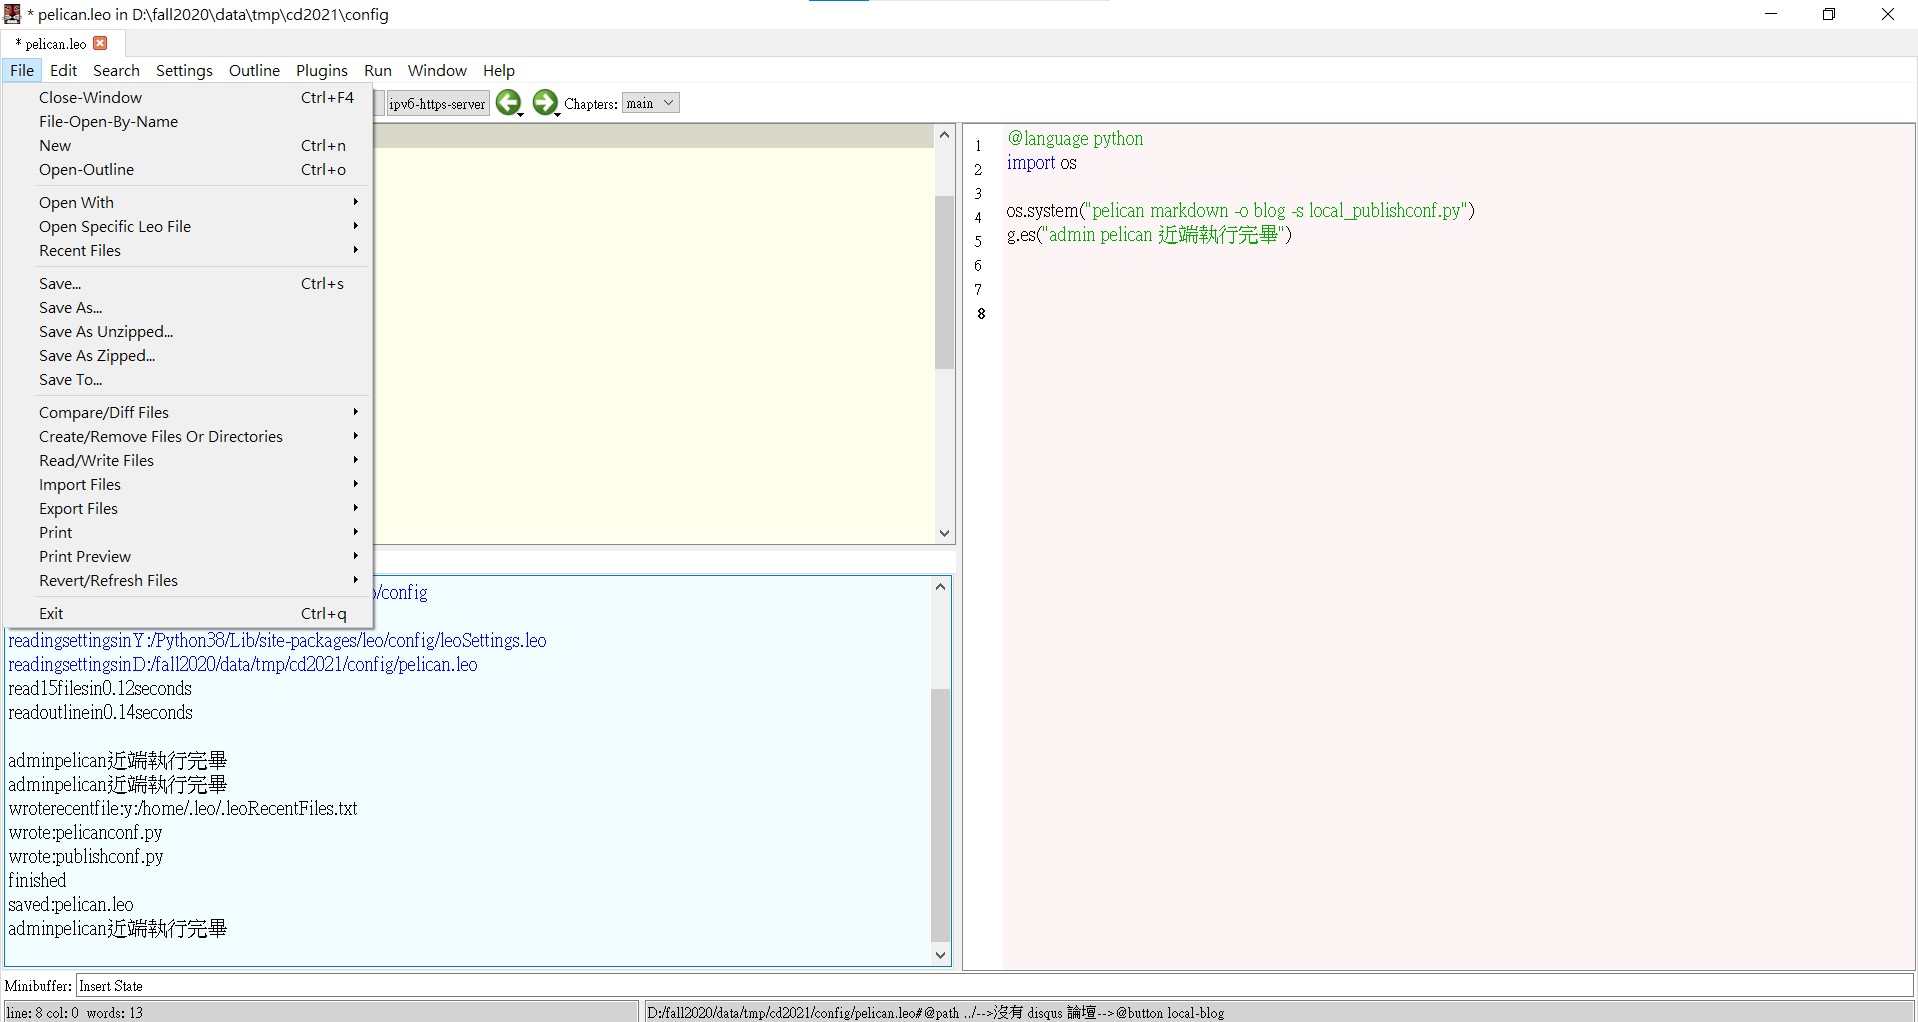 * pelican.leo in D:\fall2020\data\tmp\cd2021\config
* pelican.leo
File Edit Search Settings Outline Plugins Run Window Help
Close-Window Ctrl+F4
File-Open-By-Name
New Ctrl+n
Open-Outline Ctrl+o
Open With
Open Specific Leo File
Recent Files
Save... Ctrl+s
Save As...
Save As Unzipped...
Save As Zipped...
Save To...
Compare/Diff Files
Create/Remove Files Or Directories
Read/Write Files
Import Files
Export Files
Print
Print Preview
Revert/Refresh Files
Exit Ctrl+q
ipv6-https-server Chapters: main
/config
readingsettingsinY:/Python38/Lib/site-packages/leo/config/leoSettings.leo
readingsettingsinD:/fall2020/data/tmp/cd2021/config/pelican.leo
read15filesin0.12seconds
readoutlinein0.14seconds
adminpelican近端執行完畢
adminpelican近端執行完畢
wroterecentfile:y:/home/.leo/.leoRecentFiles.txt
wrote:pelicanconf.py
wrote:publishconf.py
finished
saved:pelican.leo
adminpelican近端執行完畢
1 @language python
2 import os
3
4 os.system("pelican markdown -o blog -s local_publishconf.py")
5 g.es("admin pelican 近端執行完畢")
6
7
8
Minibuffer: Insert State
line: 8 col: 0 words: 13
D:/fall2020/data/tmp/cd2021/config/pelican.leo#@path ../-->沒有 disqus 論壇-->@button local-blog